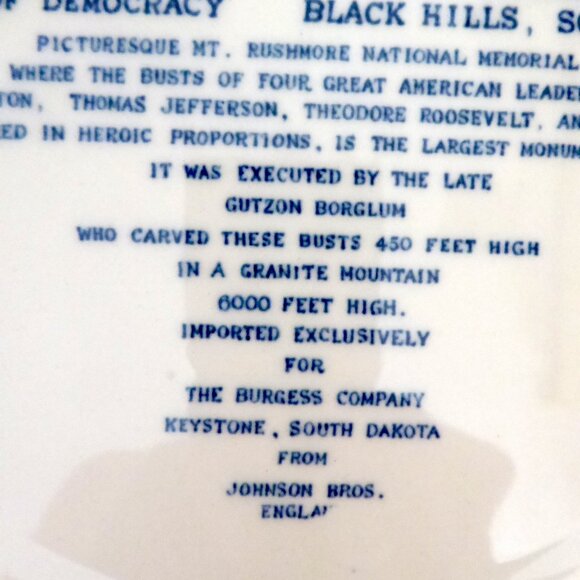 OF DEMOCRACY BLACK HILLS, SO
PICTURESQUE MT. RUSHMORE NATIONAL MEMORIAL
WHERE THE BUSTS OF FOUR GREAT AMERICAN LEADE
TON, THOMAS JEFFERSON, THEODORE ROOSEVELT, AN
ED IN HEROIC PROPORTIONS, IS THE LARGEST MONUM
IT WAS EXECUTED BY THE LATE
GUTZON BORGLUM
WHO CARVED THESE BUSTS 450 FEET HIGH
IN A GRANITE MOUNTAIN
6000 FEET HIGH.
IMPORTED EXCLUSIVELY
FOR
THE BURGESS COMPANY
KEYSTONE, SOUTH DAKOTA
FROM
JOHNSON BROS.
ENGLA